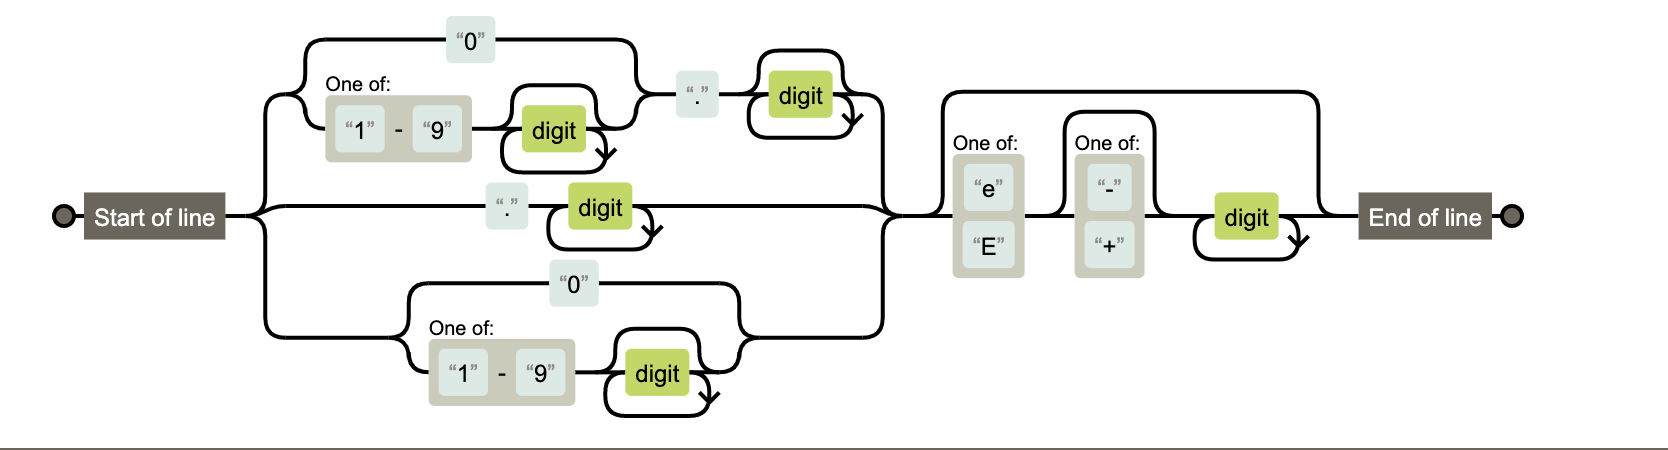 “0”
One of:
“1” - “9”
digit
“.”
digit
Start of line
“.”
digit
“0”
One of:
“1” - “9”
digit
One of:
“e”
“E”
One of:
“-”
“+”
digit
End of line